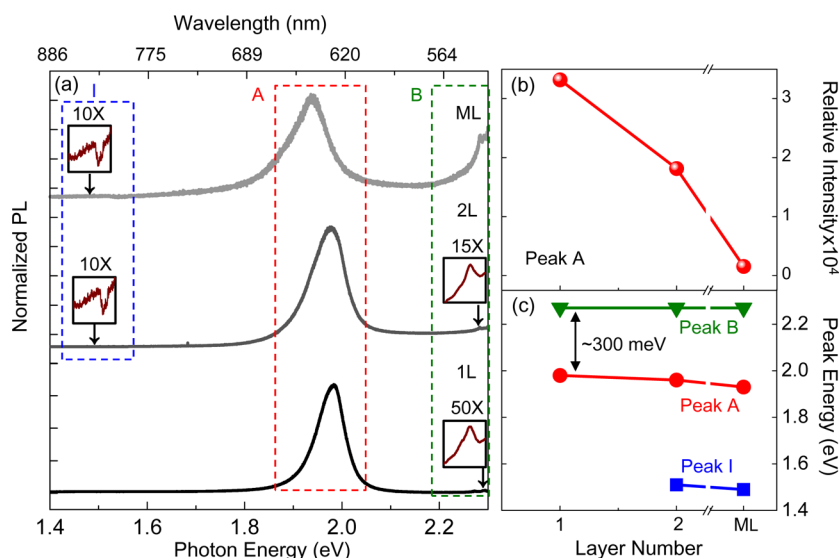 Wavelength (nm)
886 775 689 620 564
(a) I A B ML
10X
2L
10X 15X
1L
50X
Normalized PL
1.4 1.6 1.8 2.0 2.2
Photon Energy (eV)
(b)
Peak A
3
2
1
0
Relative Intensity×10⁴
(c)
Peak B
~300 meV
Peak A
Peak I
2.2
2.0
1.8
1.6
1.4
Peak Energy (eV)
1 2 ML
Layer Number